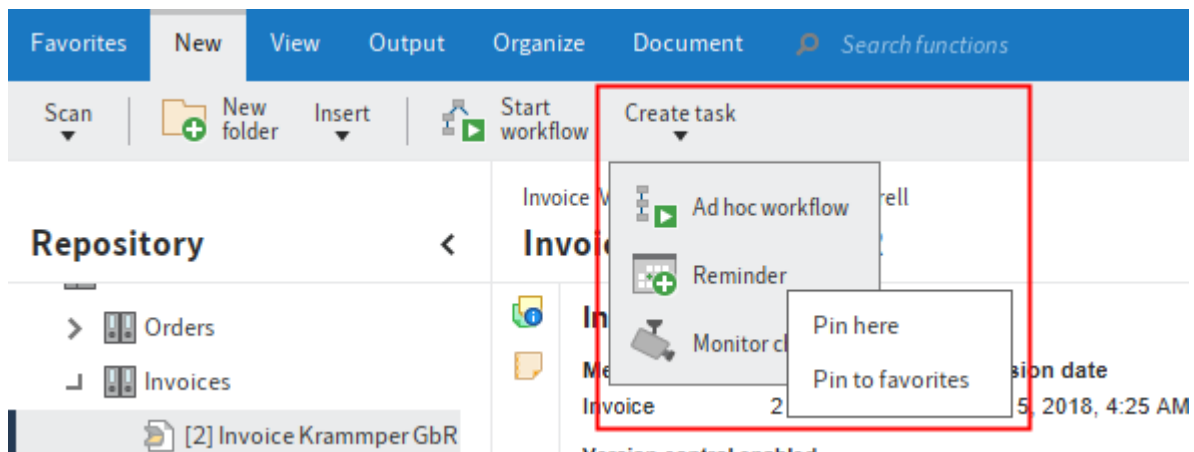 Favorites New View Output Organize Document Search functions
Scan New folder Insert Start workflow Create task
Invoice rell
Repository
Ad hoc workflow
Reminder
Orders
Pin here
Monitor
Invoices
Pin to favorites sion date
Invoice 2 5, 2018, 4:25 AM
[2] Invoice Krammper GbR